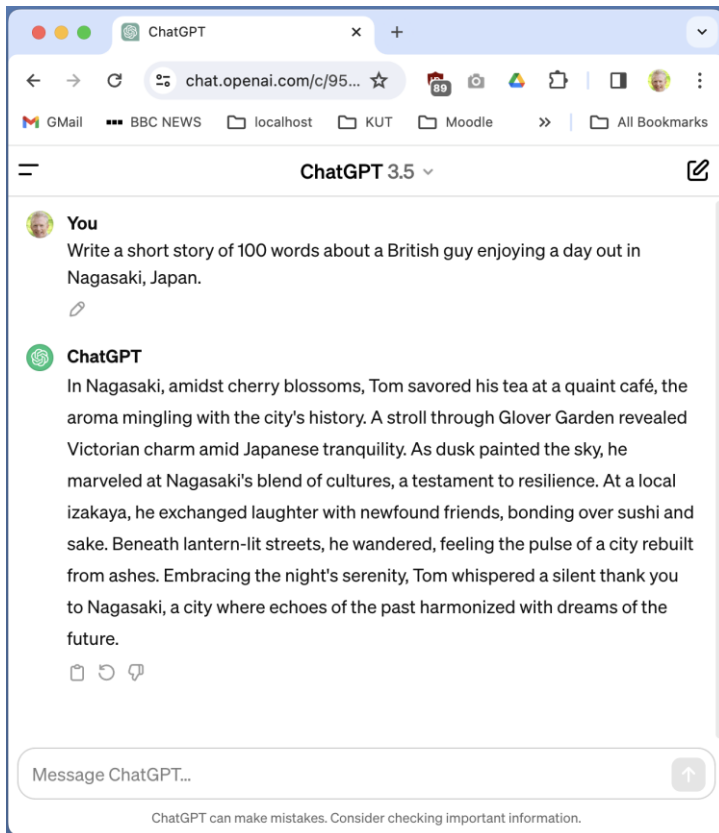 ChatGPT
chat.openai.com/c/95...
89
GMail
BBC NEWS
localhost
KUT
Moodle
All Bookmarks
ChatGPT 3.5
You
Write a short story of 100 words about a British guy enjoying a day out in
Nagasaki, Japan.
ChatGPT
In Nagasaki, amidst cherry blossoms, Tom savored his tea at a quaint café, the
aroma mingling with the city's history. A stroll through Glover Garden revealed
Victorian charm amid Japanese tranquility. As dusk painted the sky, he
marveled at Nagasaki's blend of cultures, a testament to resilience. At a local
izakaya, he exchanged laughter with newfound friends, bonding over sushi and
sake. Beneath lantern-lit streets, he wandered, feeling the pulse of a city rebuilt
from ashes. Embracing the night's serenity, Tom whispered a silent thank you
to Nagasaki, a city where echoes of the past harmonized with dreams of the
future.
Message ChatGPT...
ChatGPT can make mistakes. Consider checking important information.